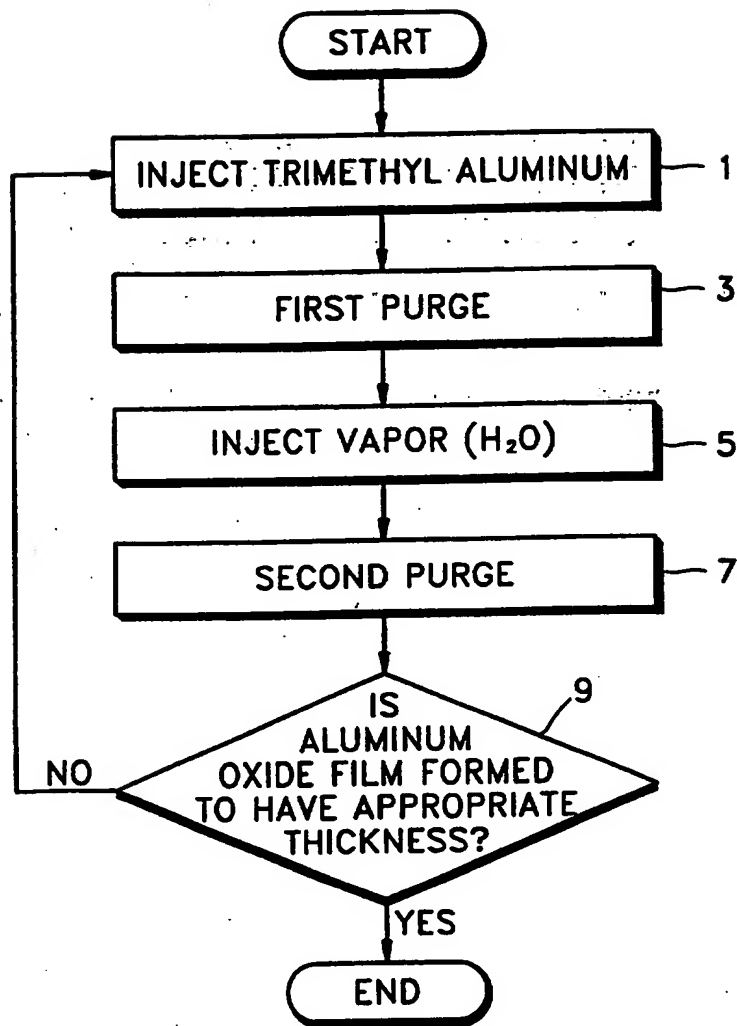 START
INJECT TRIMETHYL ALUMINUM
1
FIRST PURGE
3
INJECT VAPOR (H₂O)
5
SECOND PURGE
7
9
IS
ALUMINUM
OXIDE FILM FORMED
TO HAVE APPROPRIATE
THICKNESS?
NO
YES
END